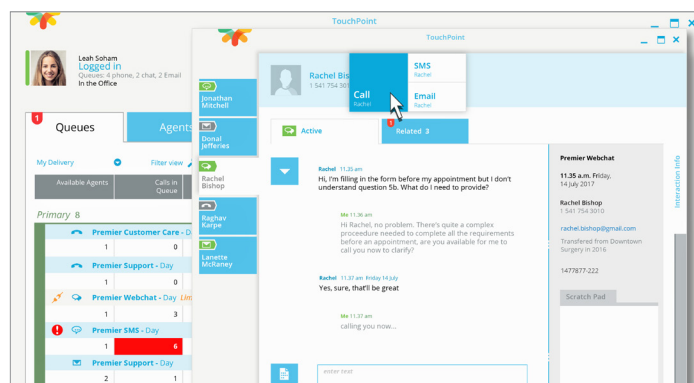 TouchPoint
Leah Soham
Logged in
Queues: 4 phone, 2 chat, 2 Email
In the Office
1
Queues
Agents
My Delivery
Filter view
Available Agents
Calls in
Queue
Primary 8
Premier Customer Care - D
1 0
Premier Support - Day
1 0
Premier Webchat - Day Lim
1 3
Premier SMS - Day
1 6
Premier Support - Day
2 1
TouchPoint
Jonathan
Mitchell
Donal
Jefferies
Rachel
Bishop
Raghav
Karpe
Lanette
McRaney
Rachel Bis
1 541 754 301
Call
Rachel
SMS
Rachel
Email
Rachel
Active
1
Related 3
Rachel 11.35 am
Hi, I'm filling in the form before my appointment but I don't
understand question 5b. What do I need to provide?
Me 11.36 am
Hi Rachel, no problem. There's quite a complex
proceedure needed to complete all the requirements
before an appointment, are you available for me to
call you now to clarify?
Rachel 11.37 am Friday 14 July
Yes, sure, that'll be great
Me 11.37 am
calling you now...
enter text
Premier Webchat
11.35 a.m. Friday,
14 July 2017
Rachel Bishop
1 541 754 3010
rachel.bishop@gmail.com
Transfered from Downtown
Surgery in 2016
1477877-222
Scratch Pad
Interaction Info